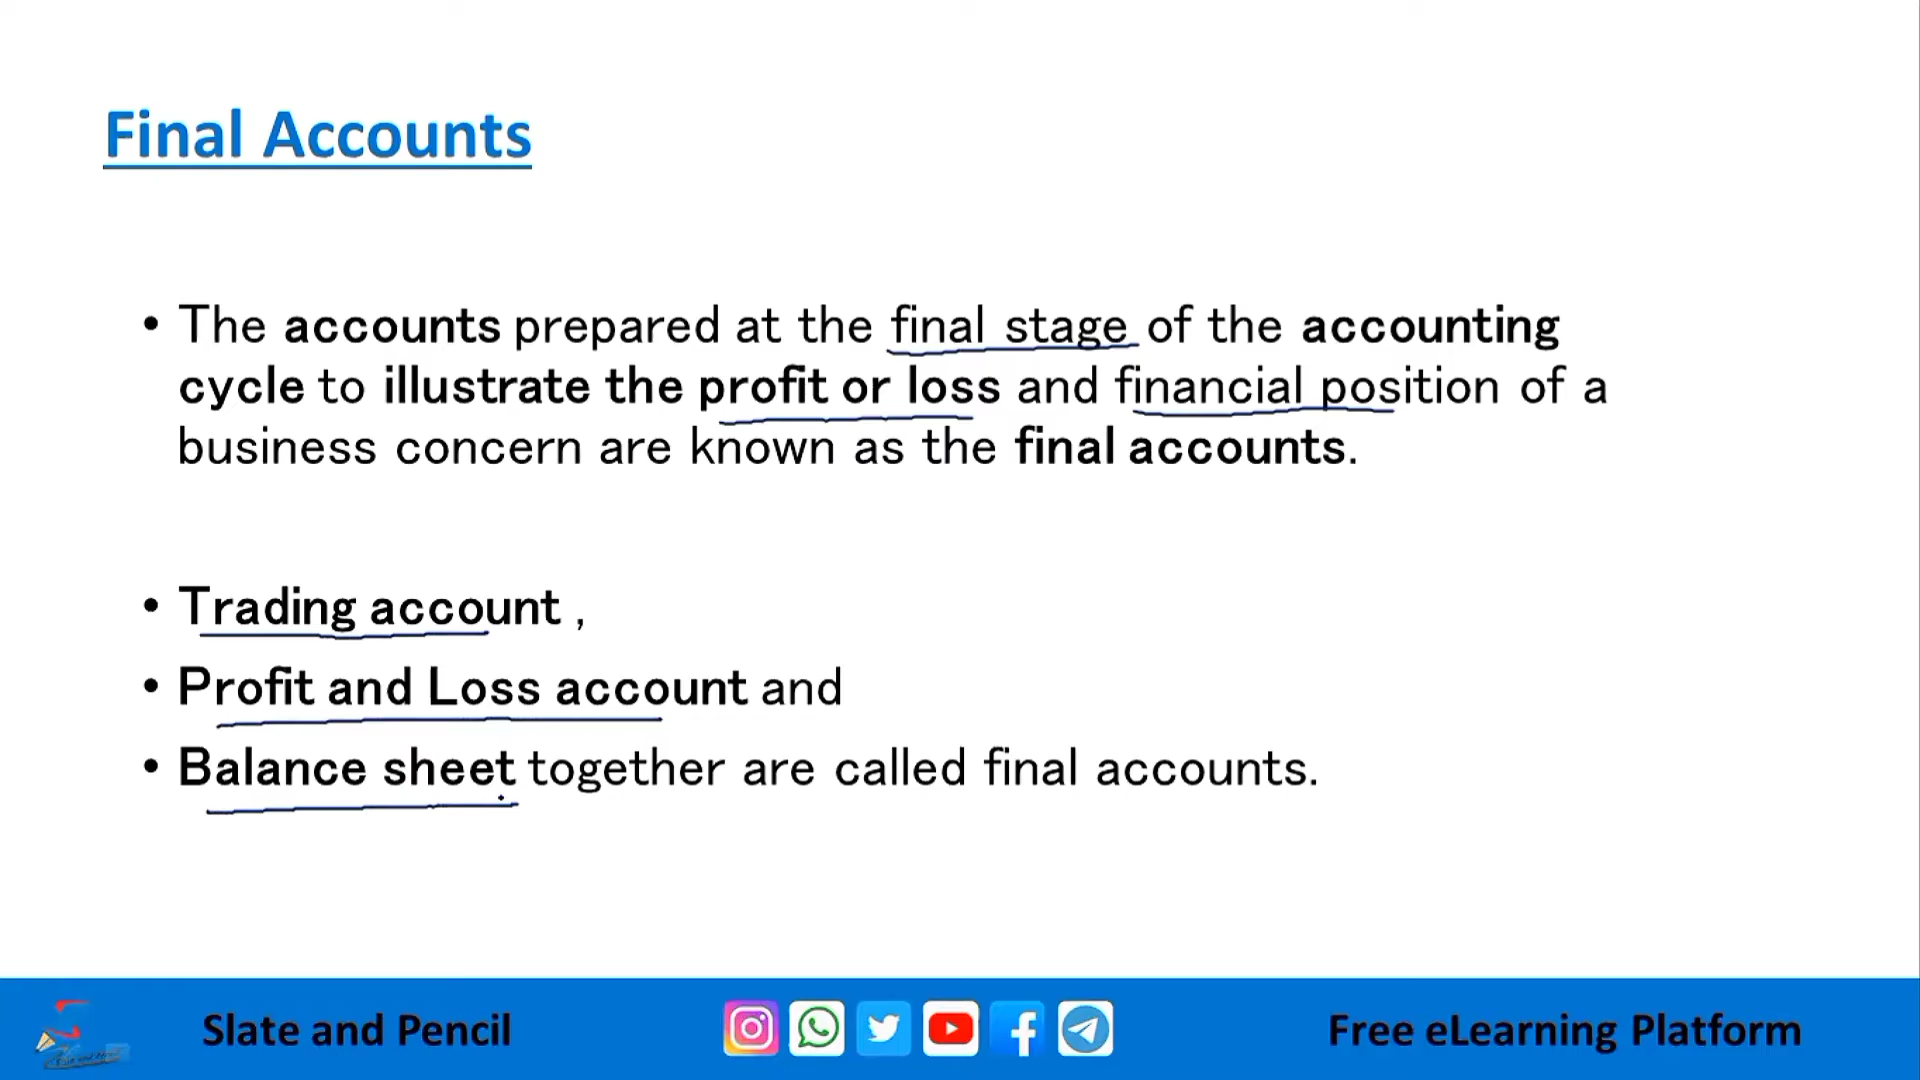 Final Accounts
• The accounts prepared at the final stage of the accounting
cycle to illustrate the profit or loss and financial position of a
business concern are known as the final accounts.
• Trading account ,
• Profit and Loss account and
• Balance sheet together are called final accounts.
Slate and Pencil
Free eLearning Platform